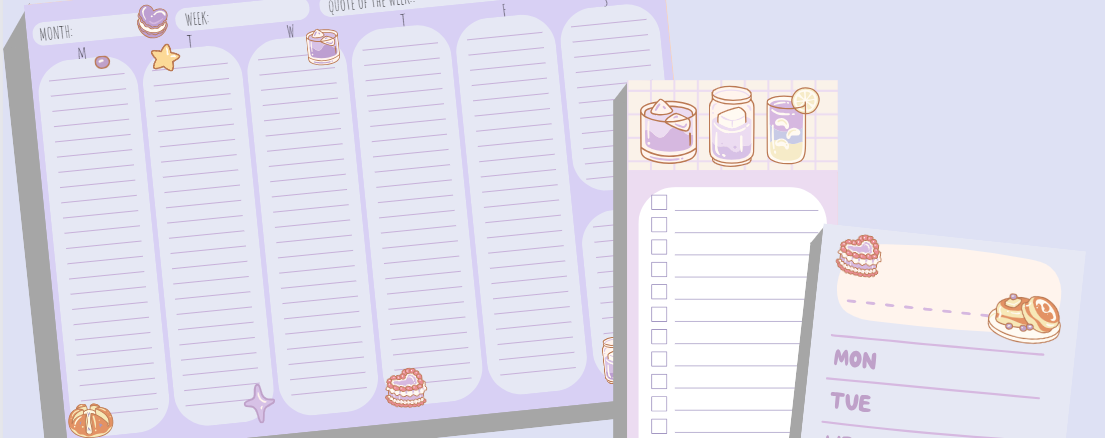 MONTH:
WEEK:
QUOTE OF THE WEEK:
M
T
W
T
F
MON
TUE